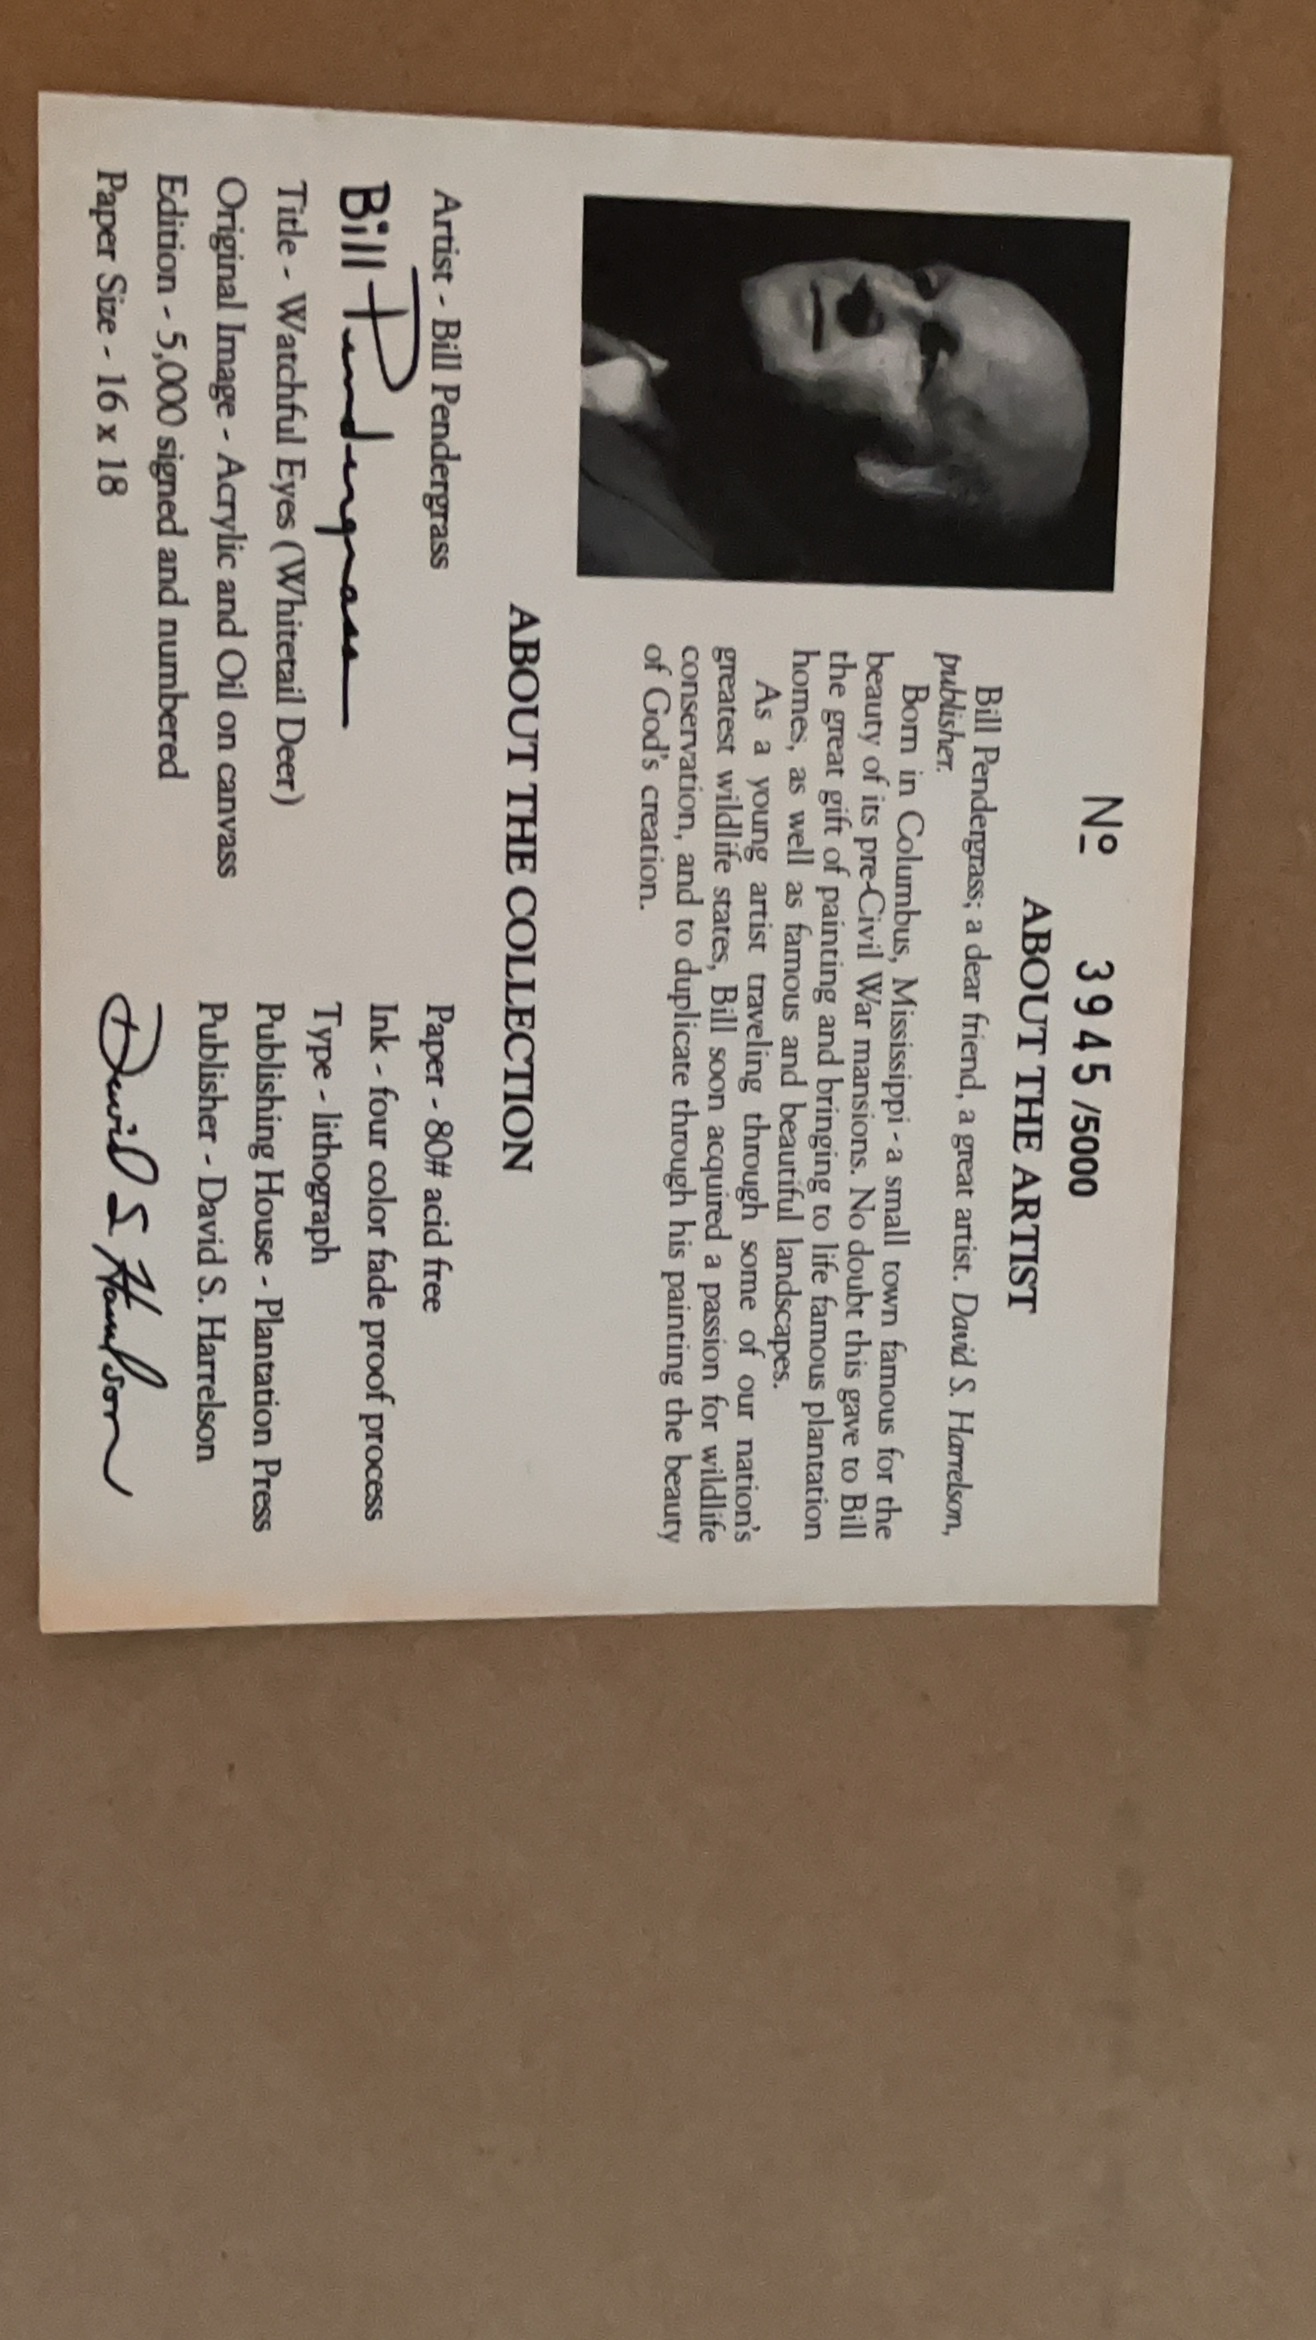 Nº 3945 /5000
ABOUT THE ARTIST
Bill Pendergrass; a dear friend, a great artist. David S. Harrelson,
publisher.
Born in Columbus, Mississippi - a small town famous for the
beauty of its pre-Civil War mansions. No doubt this gave to Bill
the great gift of painting and bringing to life famous plantation
homes, as well as famous and beautiful landscapes.
As a young artist traveling through some of our nation's
greatest wildlife states, Bill soon acquired a passion for wildlife
conservation, and to duplicate through his painting the beauty
of God's creation.
ABOUT THE COLLECTION
Artist - Bill Pendergrass
Bill Pendergrass
Title - Watchful Eyes (Whitetail Deer)
Original Image - Acrylic and Oil on canvass
Edition - 5,000 signed and numbered
Paper Size - 16 x 18
Paper - 80# acid free
Ink - four color fade proof process
Type - lithograph
Publishing House - Plantation Press
Publisher - David S. Harrelson
David S Harrelson